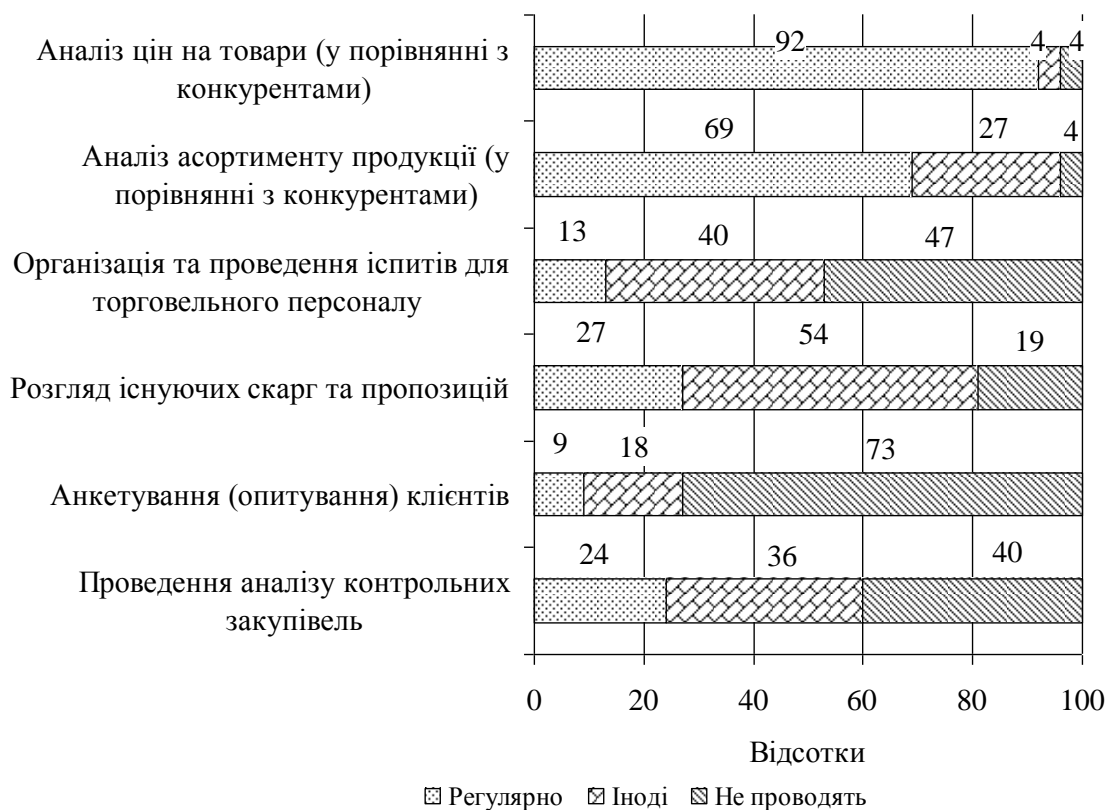 92 4 4
Аналіз цін на товари (у порівнянні з
конкурентами)
69 27 4
Аналіз асортименту продукції (у
порівнянні з конкурентами)
13 40 47
Організація та проведення іспитів для
торговельного персоналу
27 54 19
Розгляд існуючих скарг та пропозицій
9 18 73
Анкетування (опитування) клієнтів
24 36 40
Проведення аналізу контрольних
закупівель
0 20 40 60 80 100
Відсотки
Регулярно Іноді Не проводять